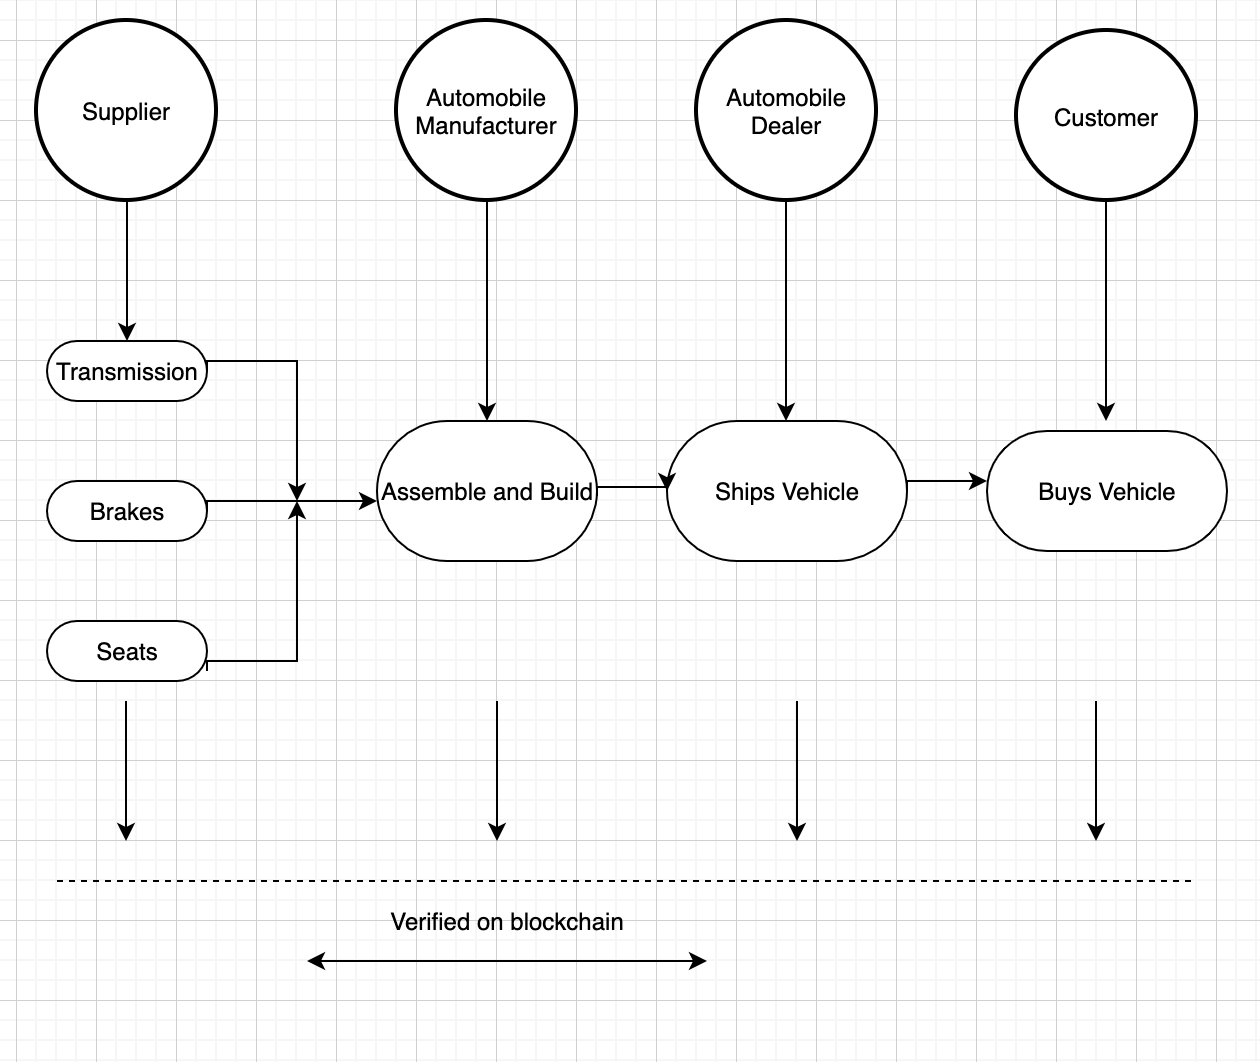 Supplier
Automobile
Manufacturer
Automobile
Dealer
Customer
Transmission
Brakes
Seats
Assemble and Build
Ships Vehicle
Buys Vehicle
Verified on blockchain